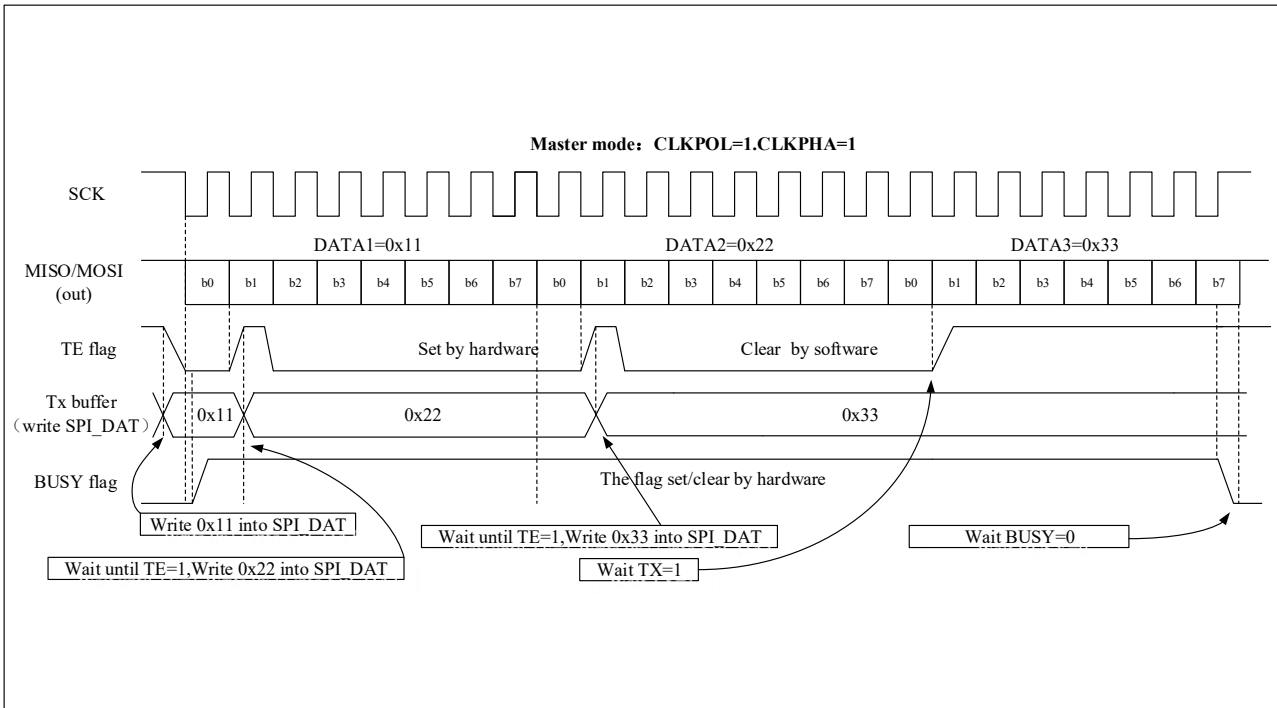 Master mode：CLKPOL=1.CLKPHA=1
SCK
DATA1=0x11 DATA2=0x22 DATA3=0x33
MISO/MOSI
(out)
b0 b1 b2 b3 b4 b5 b6 b7 b0 b1 b2 b3 b4 b5 b6 b7 b0 b1 b2 b3 b4 b5 b6 b7
TE flag
Set by hardware
Clear by software
Tx buffer
（write SPI_DAT）
0x11 0x22 0x33
BUSY flag
The flag set/clear by hardware
Write 0x11 into SPI_DAT
Wait until TE=1,Write 0x33 into SPI_DAT
Wait BUSY=0
Wait until TE=1,Write 0x22 into SPI_DAT
Wait TX=1